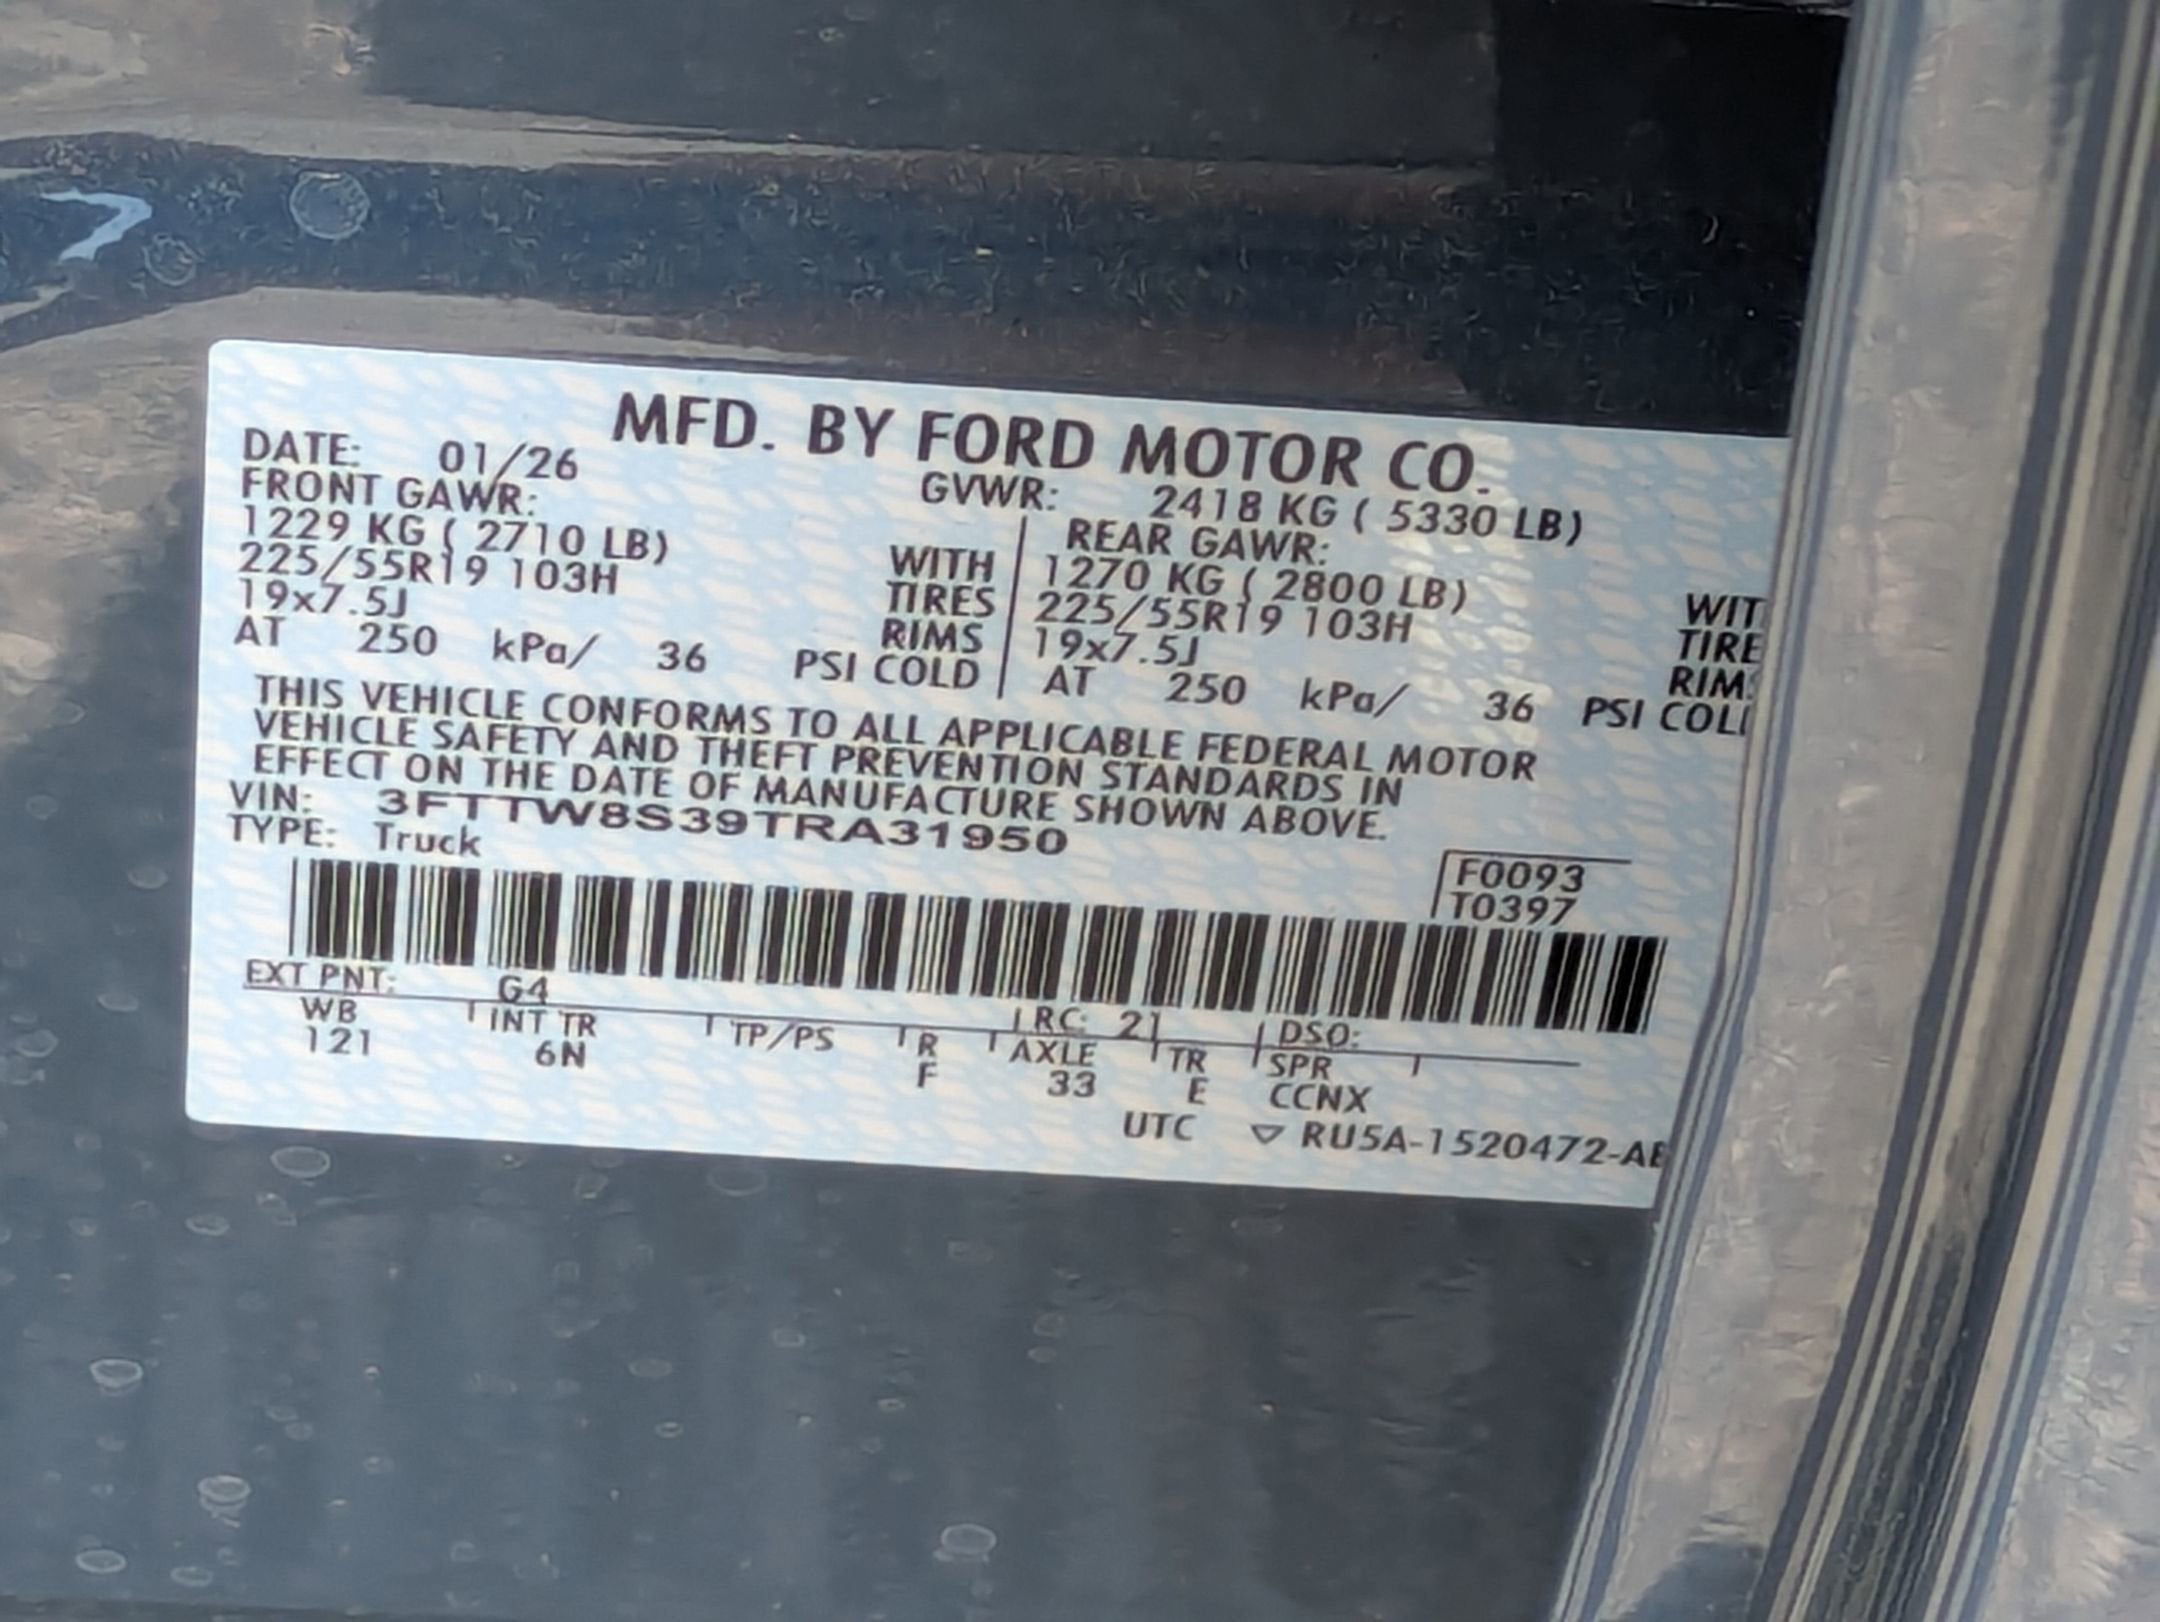 MFD. BY FORD MOTOR CO.
DATE: 01/26 GVWR: 2418 KG ( 5330 LB)
FRONT GAWR: REAR GAWR:
1229 KG ( 2710 LB) WITH 1270 KG ( 2800 LB) WIT
225/55R19 103H TIRES 225/55R19 103H TIRE
19x7.5J RIMS 19x7.5J RIM
AT 250 kPa/ 36 PSI COLD AT 250 kPa/ 36 PSI COL
THIS VEHICLE CONFORMS TO ALL APPLICABLE FEDERAL MOTOR
VEHICLE SAFETY AND THEFT PREVENTION STANDARDS IN
EFFECT ON THE DATE OF MANUFACTURE SHOWN ABOVE.
VIN: 3FTTW8S39TRA31950
TYPE: Truck
F0093
T0397
EXT PNT: G4 RC: 21 DSO:
WB INT TR TP/PS R AXLE TR SPR
121 6N F 33 E CCNX
UTC ▽ RU5A-1520472-A